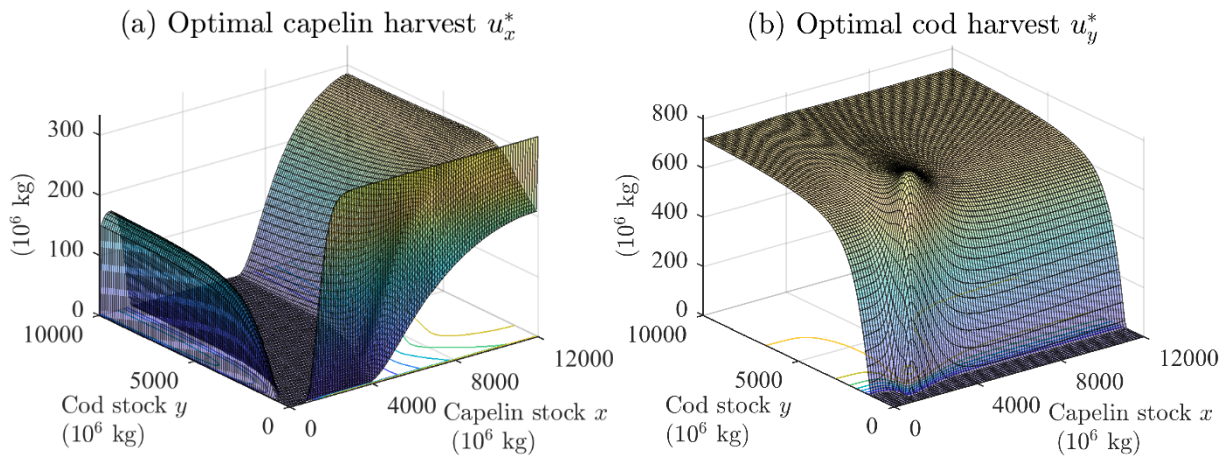 (a) Optimal capelin harvest $u_x^*$
300
200
100
0
(10⁶ kg)
10000
5000
0
Cod stock $y$
(10⁶ kg)
0
4000
8000
12000
Capelin stock $x$
(10⁶ kg)
(b) Optimal cod harvest $u_y^*$
800
600
400
200
0
(10⁶ kg)
10000
5000
0
Cod stock $y$
(10⁶ kg)
0
4000
8000
12000
Capelin stock $x$
(10⁶ kg)